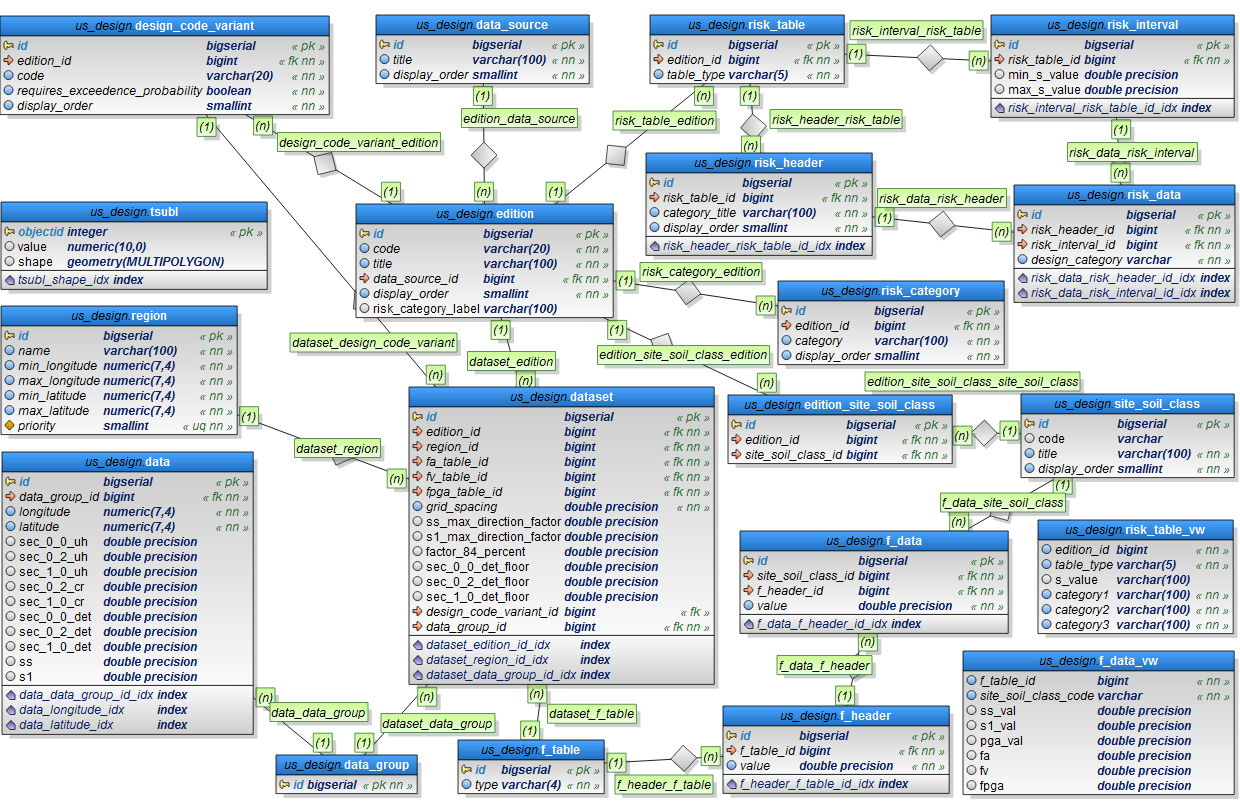 us_design.design_code_variant
id bigserial « pk »
edition_id bigint « fk nn »
code varchar(20) « nn »
requires_exceedence_probability boolean « nn »
display_order smallint « nn »
us_design.data_source
id bigserial « pk »
title varchar(100) « nn »
display_order smallint « nn »
us_design.risk_table
id bigserial « pk »
edition_id bigint « fk nn »
table_type varchar(5) « nn »
risk_interval_risk_table
(1)
(n)
us_design.risk_interval
id bigserial « pk »
risk_table_id bigint « fk nn »
min_s_value double precision
max_s_value double precision
risk_interval_risk_table_id_idx index
(1)
(n)
design_code_variant_edition
(1)
(1)
edition_data_source
(n)
(n)
risk_table_edition
(1)
(1)
risk_header_risk_table
(n)
(1)
risk_data_risk_interval
(n)
us_design.risk_header
id bigserial « pk »
risk_table_id bigint « fk nn »
category_title varchar(100) « nn »
display_order smallint « nn »
risk_header_risk_table_id_idx index
risk_data_risk_header
(1)
(n)
us_design.risk_data
id bigserial « pk »
risk_header_id bigint « fk nn »
risk_interval_id bigint « fk nn »
design_category varchar « nn »
risk_data_risk_header_id_idx index
risk_data_risk_interval_id_idx index
us_design.tsubl
objectid integer « pk »
value numeric(10,0)
shape geometry(MULTIPOLYGON)
tsubl_shape_idx index
us_design.edition
id bigserial « pk »
code varchar(20) « nn »
title varchar(100) « nn »
data_source_id bigint « fk nn »
display_order smallint « nn »
risk_category_label varchar(100)
risk_category_edition
(1)
(n)
us_design.risk_category
id bigserial « pk »
edition_id bigint « fk nn »
category varchar(100) « nn »
display_order smallint « nn »
us_design.region
id bigserial « pk »
name varchar(100) « nn »
min_longitude numeric(7,4) « nn »
max_longitude numeric(7,4) « nn »
min_latitude numeric(7,4) « nn »
max_latitude numeric(7,4) « nn »
priority smallint « uq nn »
dataset_design_code_variant
(n)
(1)
dataset_edition
(n)
(1)
edition_site_soil_class_edition
(n)
edition_site_soil_class_site_soil_class
(1)
dataset_region
(n)
us_design.dataset
id bigserial « pk »
edition_id bigint « fk nn »
region_id bigint « fk nn »
fa_table_id bigint « fk nn »
fv_table_id bigint « fk nn »
fpga_table_id bigint « fk nn »
grid_spacing double precision « nn »
ss_max_direction_factor double precision
s1_max_direction_factor double precision
factor_84_percent double precision
sec_0_0_det_floor double precision
sec_0_2_det_floor double precision
sec_1_0_det_floor double precision
design_code_variant_id bigint « fk »
data_group_id bigint « fk nn »
dataset_edition_id_idx index
dataset_region_id_idx index
dataset_data_group_id_idx index
us_design.edition_site_soil_class
id bigserial « pk »
edition_id bigint « fk nn »
site_soil_class_id bigint « fk nn »
(n)
(1)
us_design.site_soil_class
id bigserial « pk »
code varchar
title varchar(100) « nn »
display_order smallint « nn »
(1)
f_data_site_soil_class
(n)
us_design.data
id bigserial « pk »
data_group_id bigint « fk nn »
longitude numeric(7,4) « nn »
latitude numeric(7,4) « nn »
sec_0_0_uh double precision
sec_0_2_uh double precision
sec_1_0_uh double precision
sec_0_2_cr double precision
sec_1_0_cr double precision
sec_0_0_det double precision
sec_0_2_det double precision
sec_1_0_det double precision
ss double precision
s1 double precision
data_data_group_id_idx index
data_longitude_idx index
data_latitude_idx index
us_design.f_data
id bigserial « pk »
site_soil_class_id bigint « fk nn »
f_header_id bigint « fk nn »
value double precision « nn »
f_data_f_header_id_idx index
us_design.risk_table_vw
edition_id bigint « nn »
table_type varchar(5) « nn »
s_value varchar(100)
category1 varchar(100) « nn »
category2 varchar(100) « nn »
category3 varchar(100) « nn »
(n)
f_data_f_header
(1)
us_design.f_data_vw
f_table_id bigint « nn »
site_soil_class_code varchar « nn »
ss_val double precision
s1_val double precision
pga_val double precision
fa double precision
fv double precision
fpga double precision
(n)
data_data_group
(1)
(n)
dataset_data_group
(1)
(n)
dataset_f_table
(1)
us_design.data_group
id bigserial « pk nn »
us_design.f_table
id bigserial « pk »
type varchar(4) « nn »
(1)
(n)
f_header_f_table
us_design.f_header
id bigserial « pk »
f_table_id bigint « fk nn »
value double precision « nn »
f_header_f_table_id_idx index